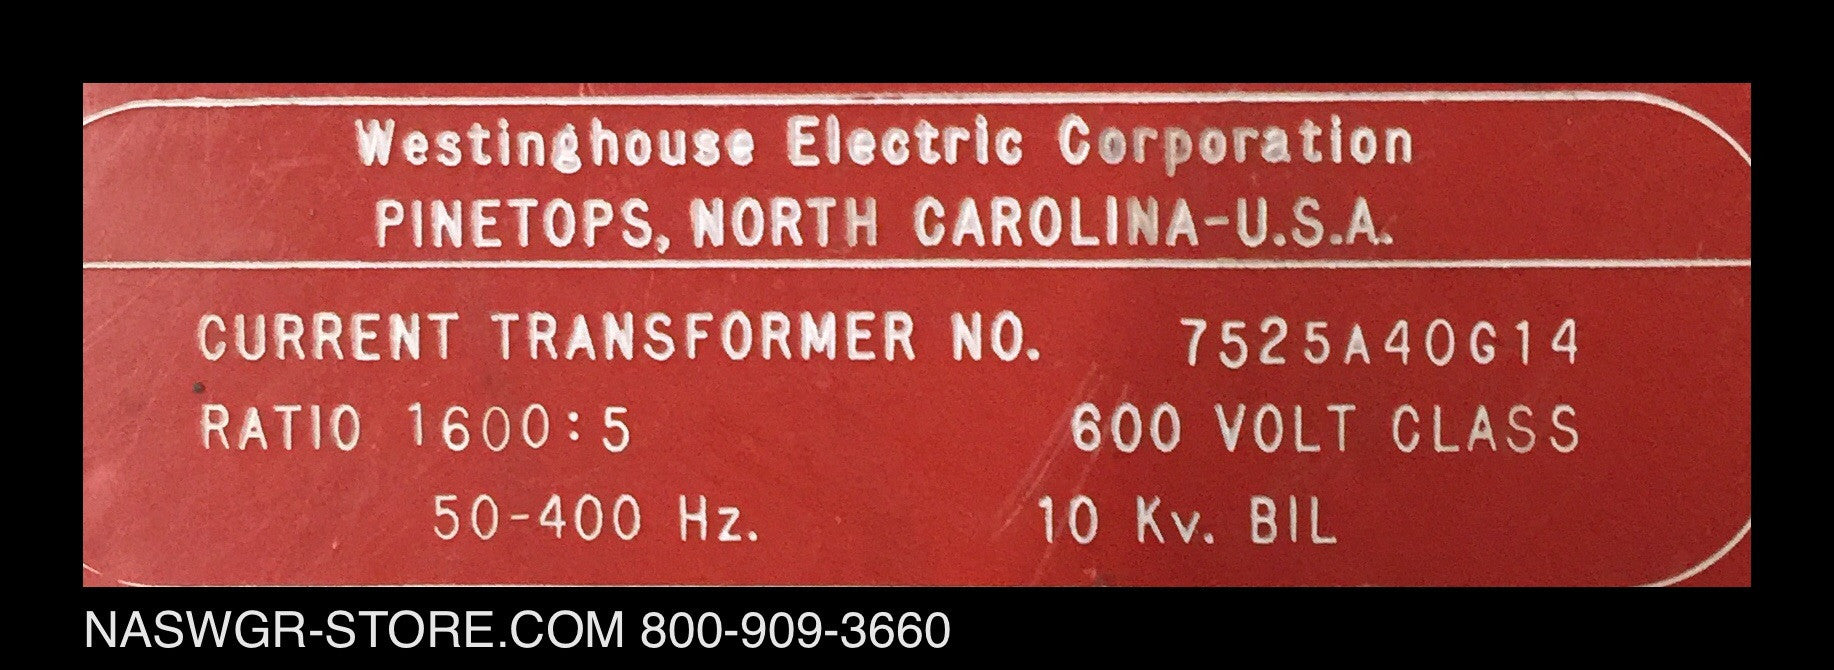 Westinghouse Electric Corporation
PINETOPS, NORTH CAROLINA-U.S.A.
CURRENT TRANSFORMER NO. 7525A40G14
RATIO 1600:5 600 VOLT CLASS
50-400 Hz. 10 Kv. BIL
NASWGR-STORE.COM 800-909-3660